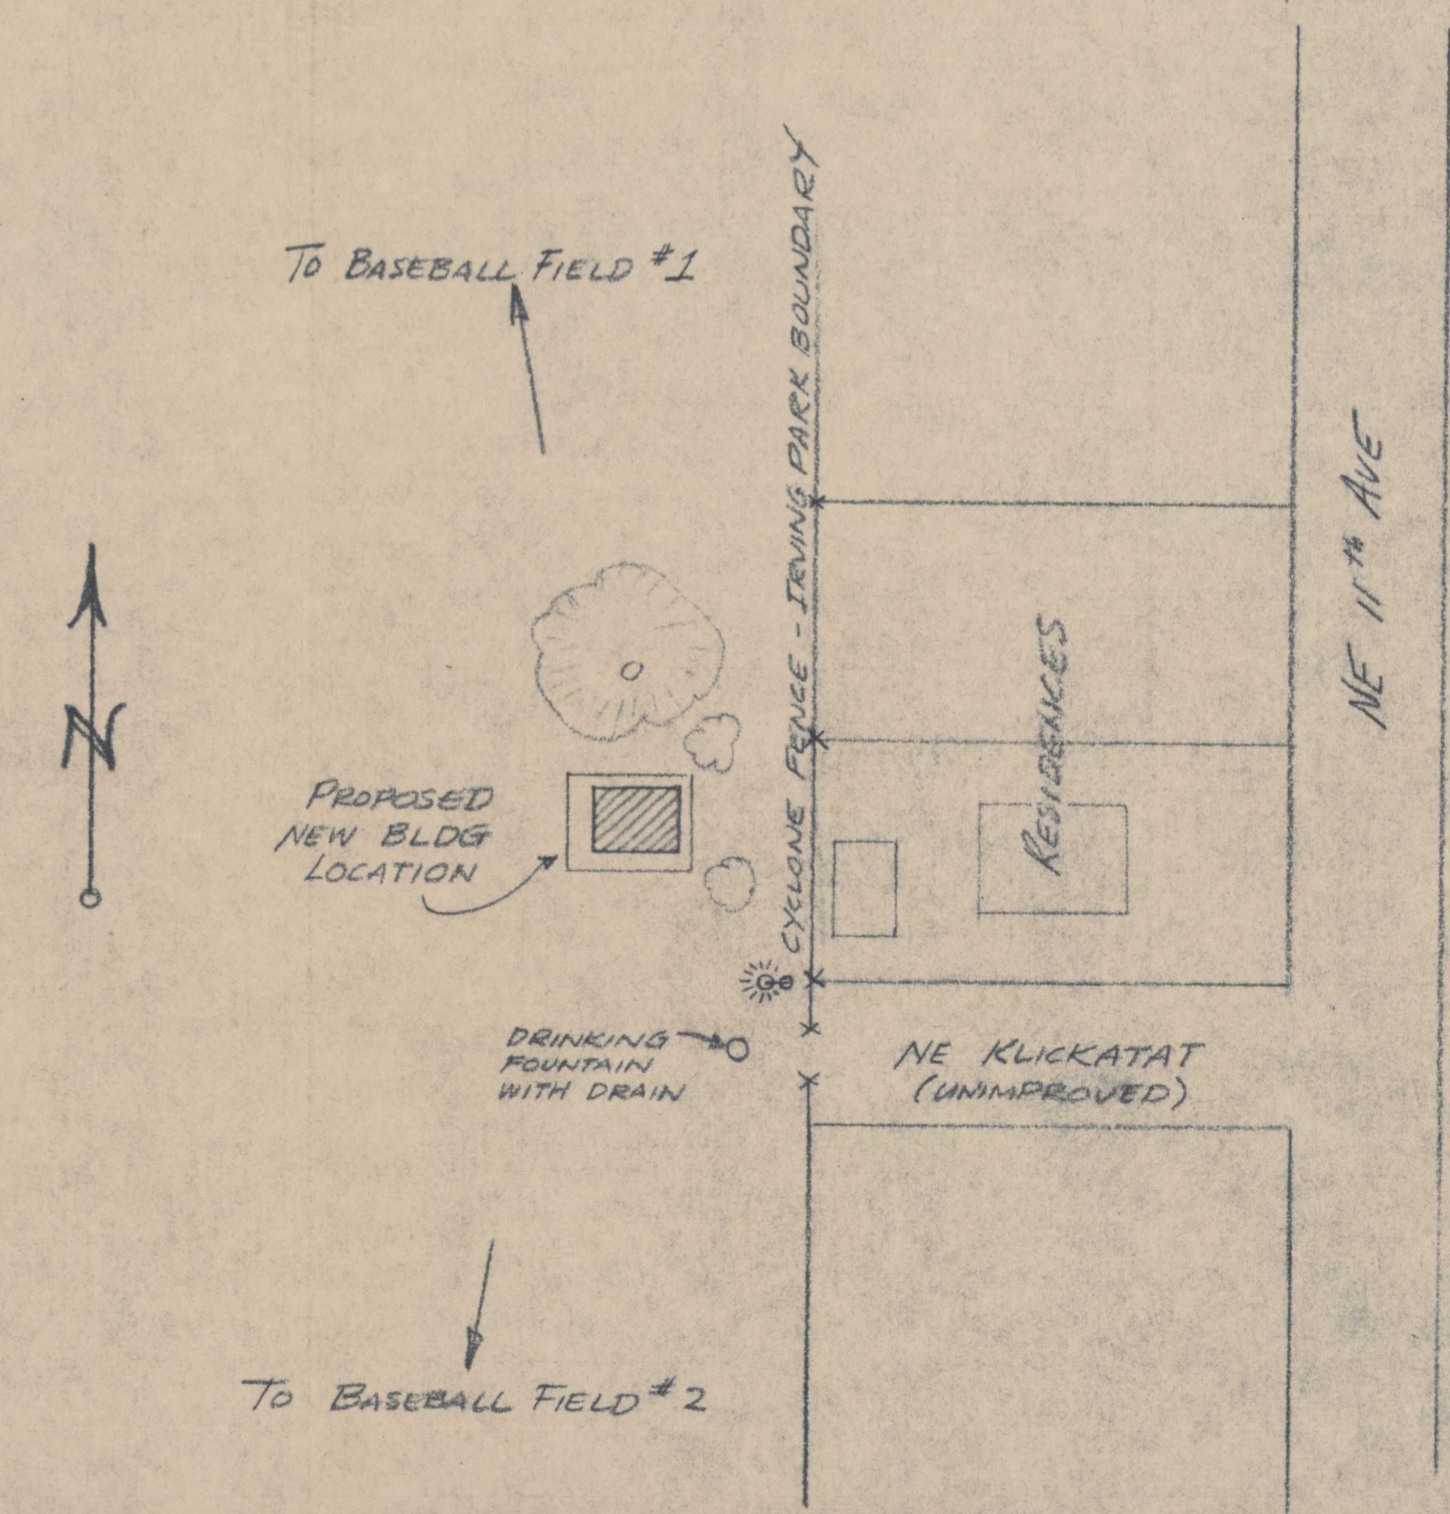 To BASEBALL FIELD #1
CYCLONE FENCE - IRVING PARK BOUNDARY
NE 11th AVE
RESIDENCES
N
PROPOSED
NEW BLDG
LOCATION
DRINKING
FOUNTAIN
WITH DRAIN
NE KLICKATAT
(UNIMPROVED)
To BASEBALL FIELD #2